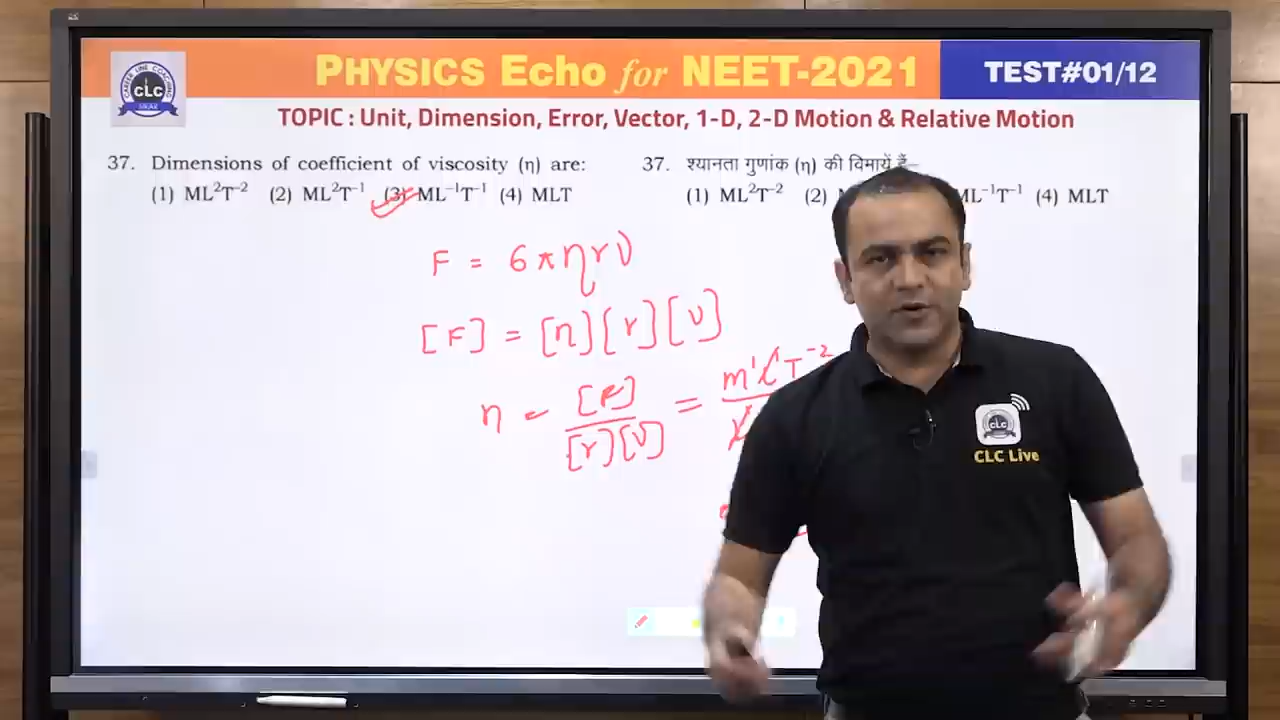 PHYSICS Echo for NEET-2021
TEST#01/12
CLC
TOPIC : Unit, Dimension, Error, Vector, 1-D, 2-D Motion & Relative Motion
37. Dimensions of coefficient of viscosity (η) are:
(1) ML²T⁻² (2) ML²T⁻¹ (3) ML⁻¹T⁻¹ (4) MLT
37. श्यानता गुणांक (η) की विमायें हैं
(1) ML²T⁻² (2) ML⁻¹T⁻¹ (4) MLT
F = 6πηrν
[F] = [η][r][ν]
η = [F] / [r][ν] = m¹L¹T⁻²
CLC
CLC Live